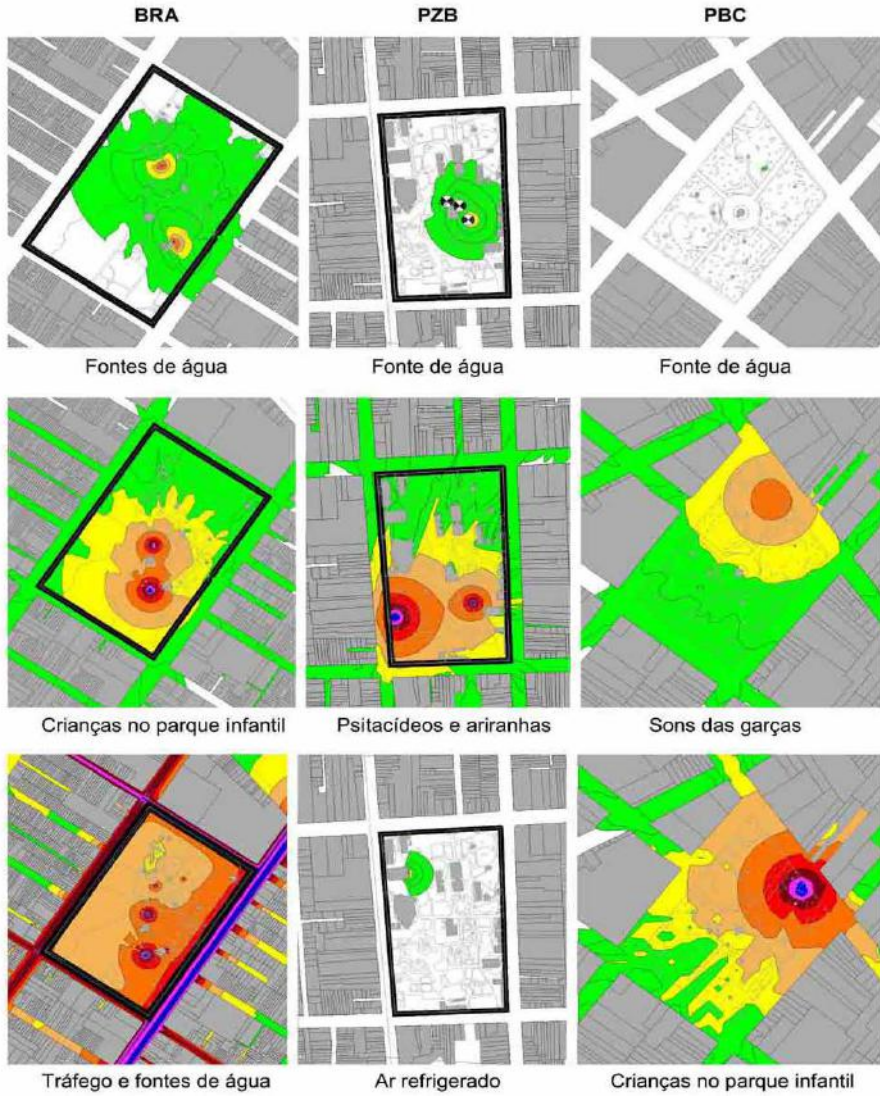 BRA PZB PBC
Fontes de água Fonte de água Fonte de água
Crianças no parque infantil Psitacídeos e ariranhas Sons das garças
Tráfego e fontes de água Ar refrigerado Crianças no parque infantil